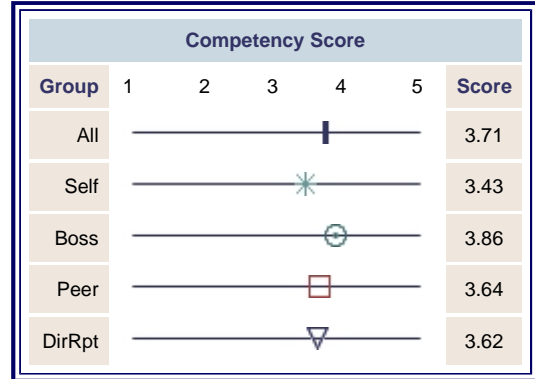 Competency Score
Group 1 2 3 4 5 Score
All 3.71
Self 3.43
Boss 3.86
Peer 3.64
DirRpt 3.62